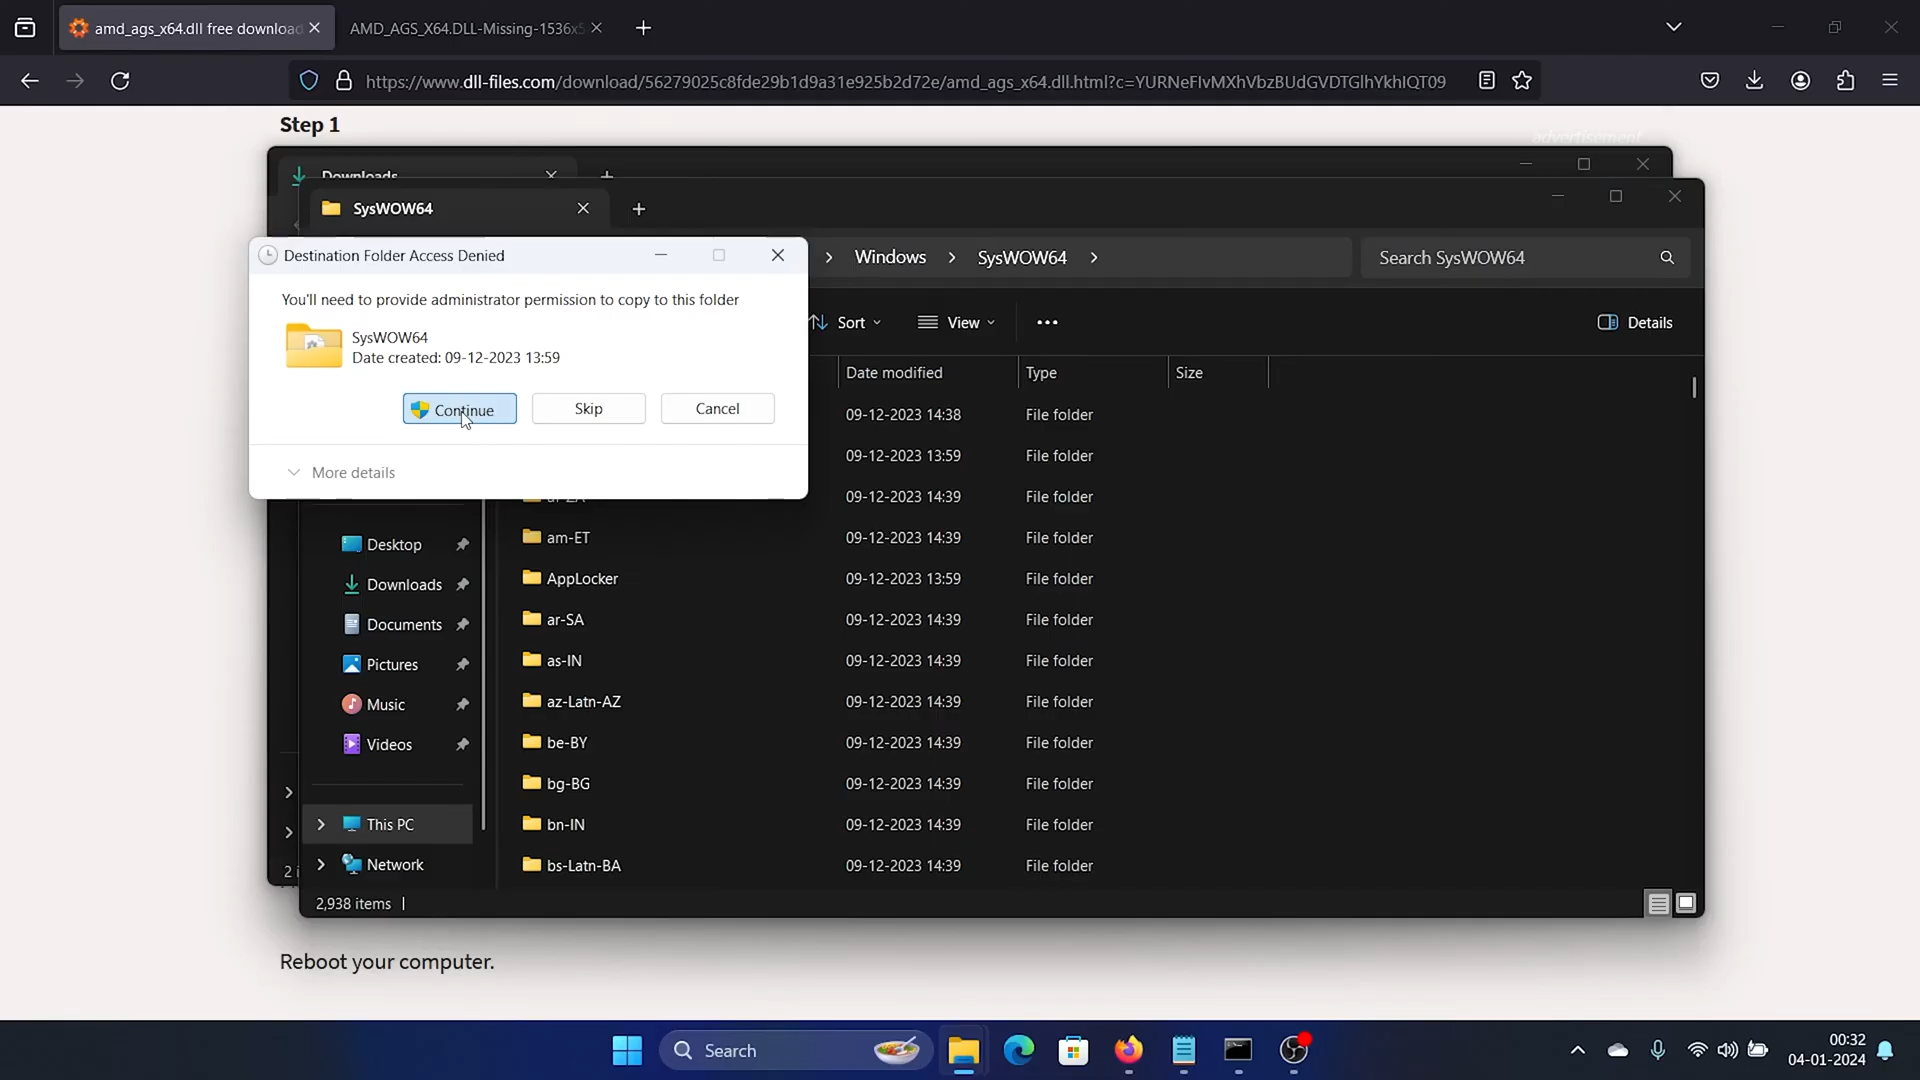 amd_ags_x64.dll free download
AMD_AGS_X64.DLL-Missing-1536x5
https://www.dll-files.com/download/56279025c8fde29b1d9a31e925b2d72e/amd_ags_x64.dll.html?c=YURNeFIvMXhVbzBUdGVDTGlhYkhIQT09
Step 1
advertisement
Downloads
SysWOW64
Destination Folder Access Denied
Windows
SysWOW64
Search SysWOW64
You'll need to provide administrator permission to copy to this folder
SysWOW64
Date created: 09-12-2023 13:59
Sort
View
Details
Continue
Skip
Cancel
More details
Date modified
Type
Size
09-12-2023 14:38 File folder
09-12-2023 13:59 File folder
09-12-2023 14:39 File folder
am-ET 09-12-2023 14:39 File folder
AppLocker 09-12-2023 13:59 File folder
ar-SA 09-12-2023 14:39 File folder
as-IN 09-12-2023 14:39 File folder
az-Latn-AZ 09-12-2023 14:39 File folder
be-BY 09-12-2023 14:39 File folder
bg-BG 09-12-2023 14:39 File folder
bn-IN 09-12-2023 14:39 File folder
bs-Latn-BA 09-12-2023 14:39 File folder
Desktop
Downloads
Documents
Pictures
Music
Videos
This PC
Network
2 i
2,938 items
Reboot your computer.
Search
00:32
04-01-2024